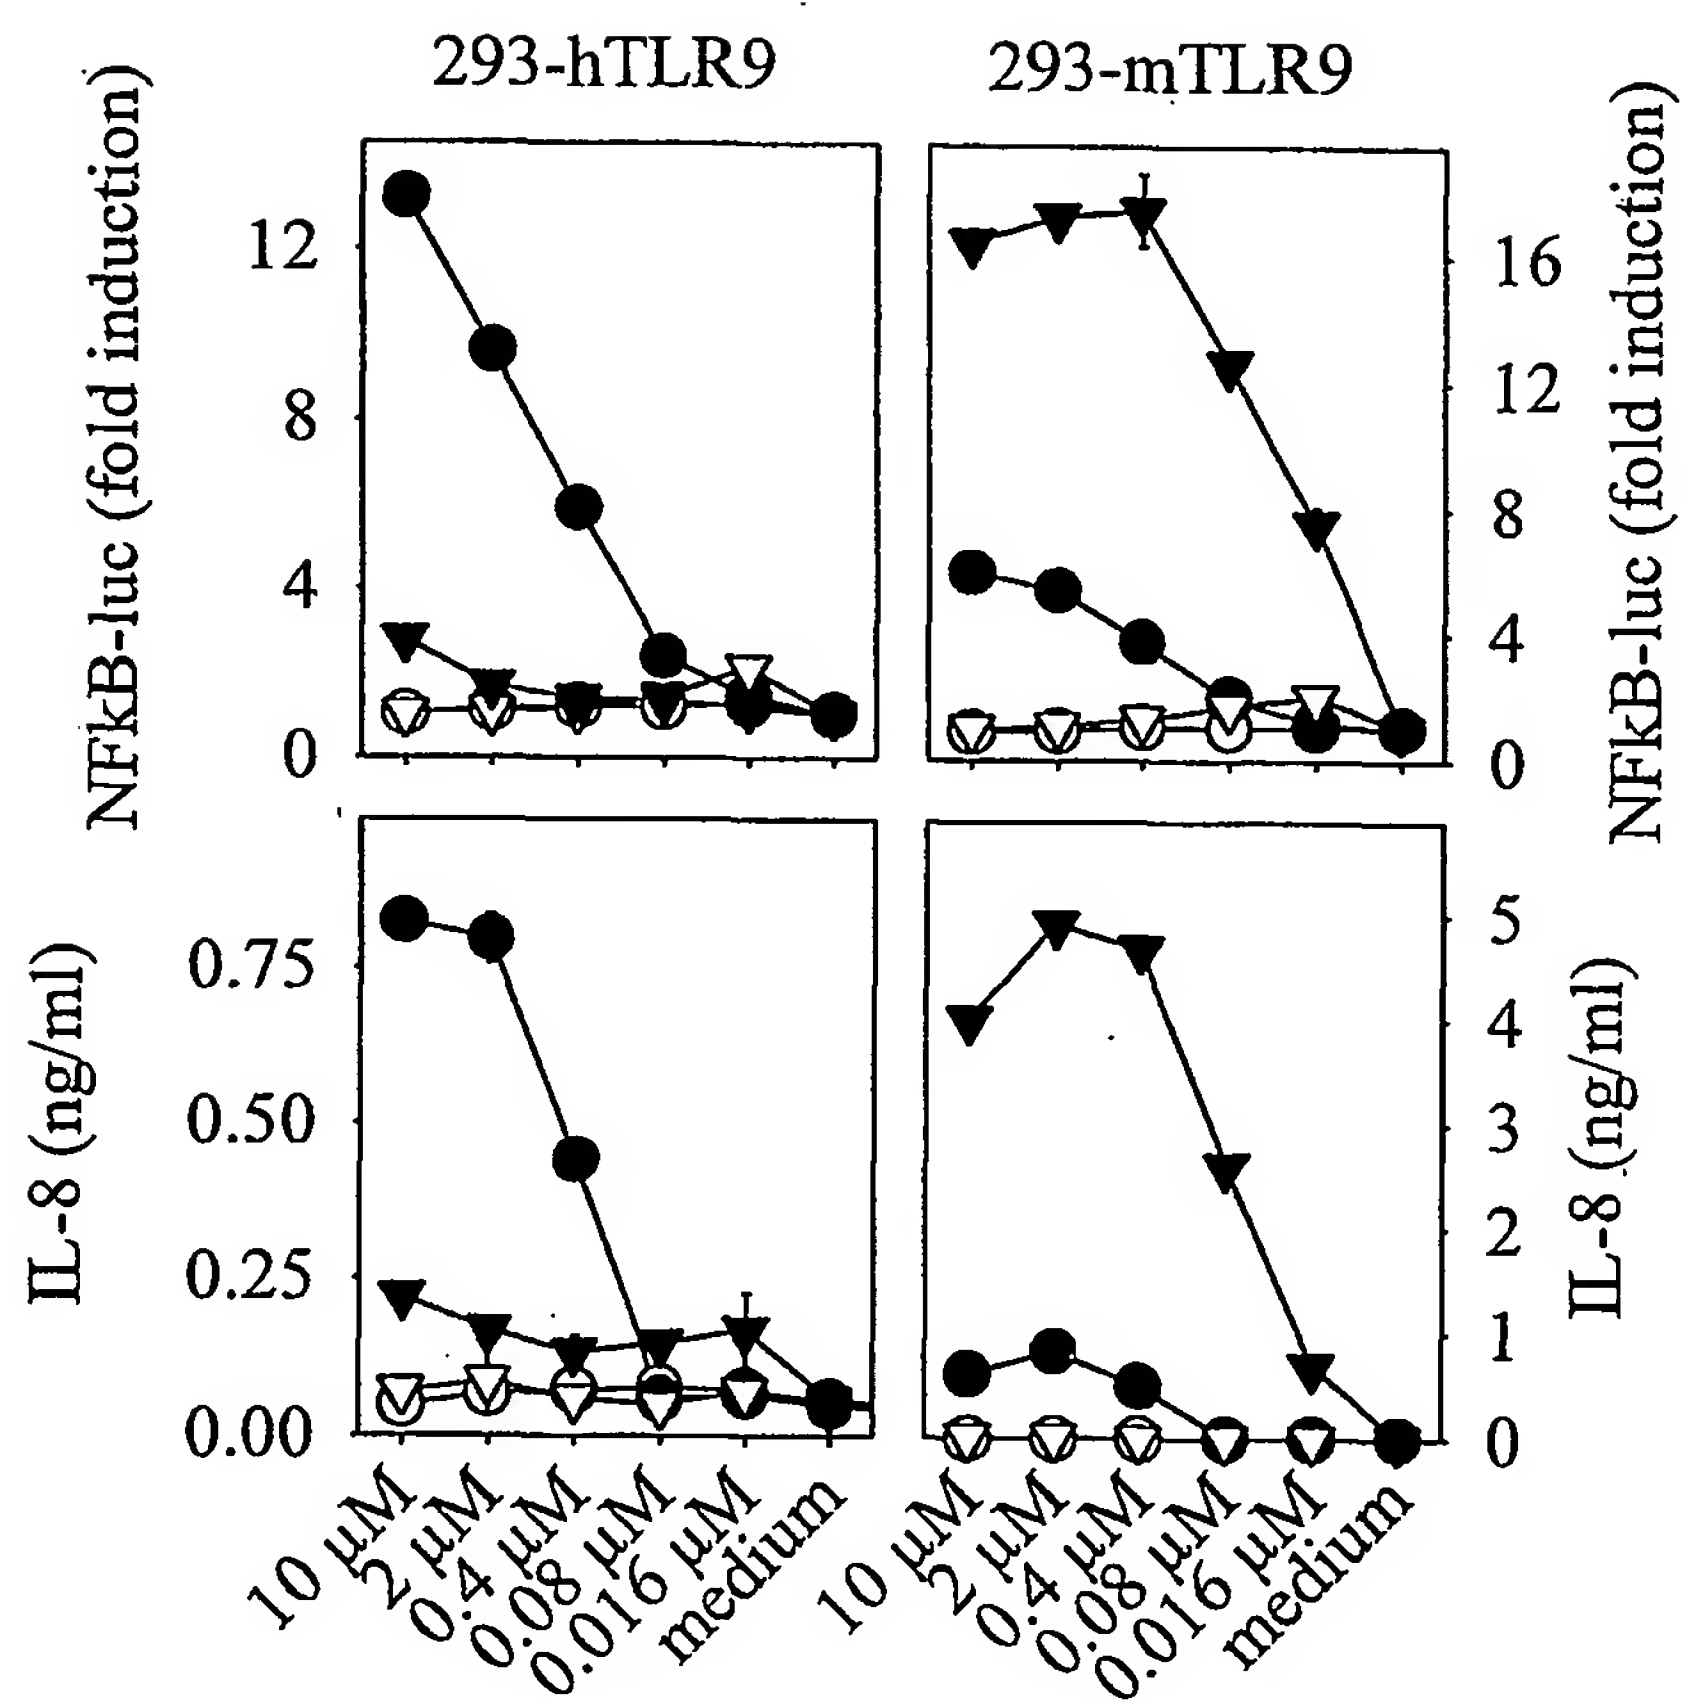 293-hTLR9
293-mTLR9
NFkB-luc (fold induction)
12
8
4
0
16
12
8
4
0
NFkB-luc (fold induction)
IL-8 (ng/ml)
0.75
0.50
0.25
0.00
5
4
3
2
1
0
IL-8 (ng/ml)
10 µM
2 µM
0.4 µM
0.08 µM
0.016 µM
medium
10 µM
2 µM
0.4 µM
0.08 µM
0.016 µM
medium